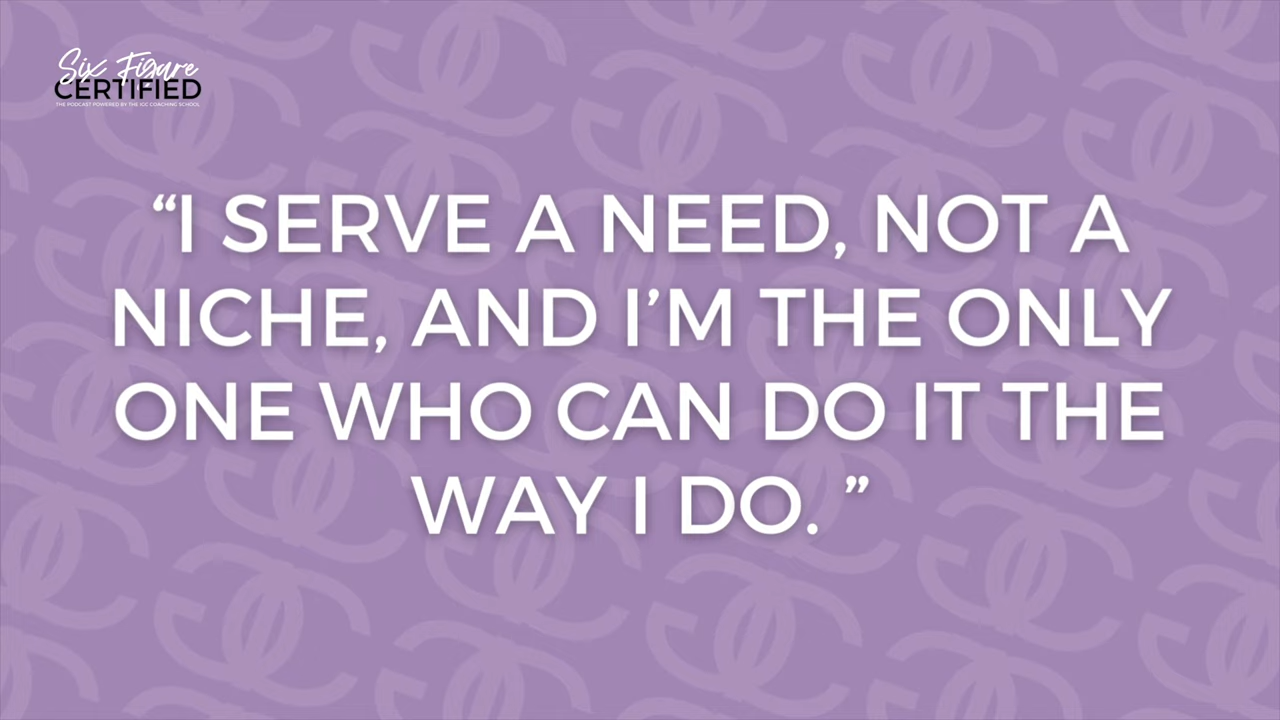 Six Figure
CERTIFIED
THE PODCAST POWERED BY THE IGC COACHING SCHOOL
“I SERVE A NEED, NOT A
NICHE, AND I’M THE ONLY
ONE WHO CAN DO IT THE
WAY I DO. ”